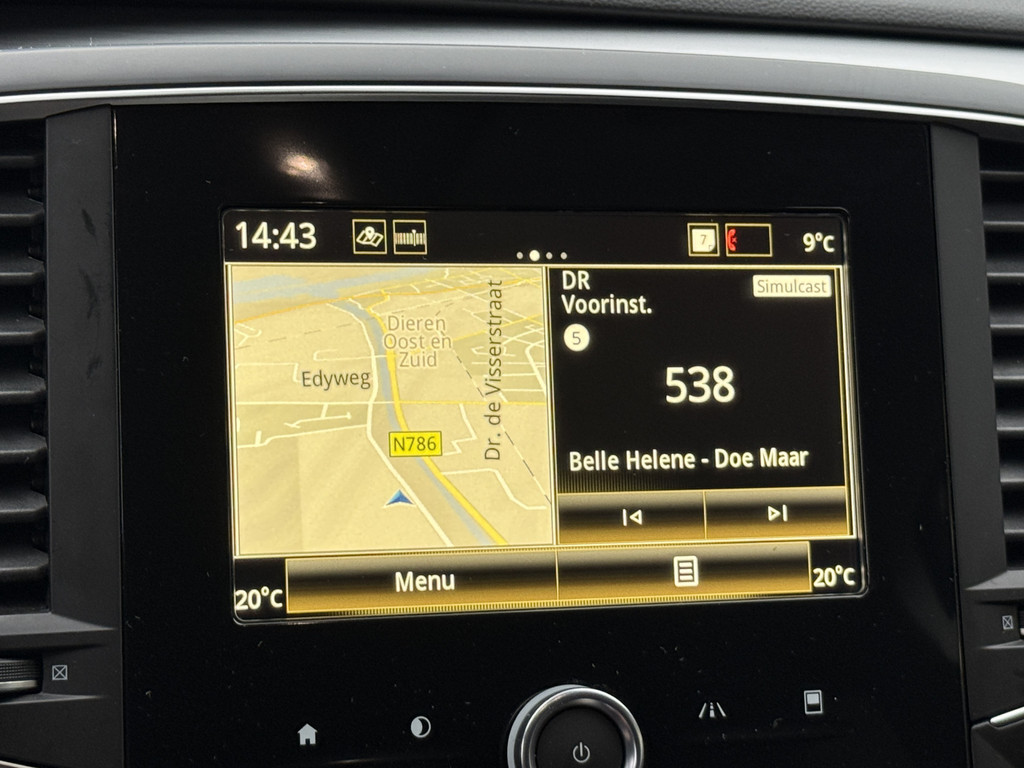 14:43
7
9°C
Dieren
Oost en
Zuid
Edyweg
Dr. de Visserstraat
N786
DR
Simulcast
Voorinst.
5
538
Belle Helene - Doe Maar
20°C
Menu
20°C